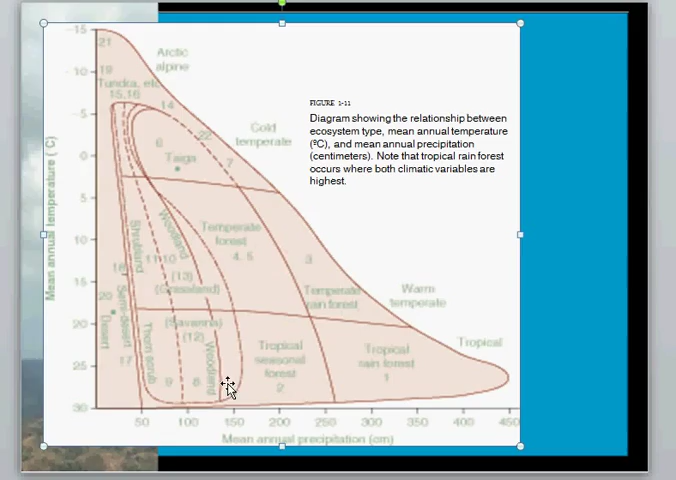 -15
21
Arctic
alpine
-10
19
Tundra, etc.
15, 16
14
FIGURE 1-11
Diagram showing the relationship between
ecosystem type, mean annual temperature
(ºC), and mean annual precipitation
(centimeters). Note that tropical rain forest
occurs where both climatic variables are
highest.
-5
22
Cold
temperate
6
7
0
Taiga
5
Mean annual temperature (°C)
Woodland
Shrubland
Temperate
forest
4, 5
3
10
11
10
18
(13)
(Grassland)
15
20
Semi-desert
Desert
Temperate
rain forest
Warm
temperate
20
(Savanna)
(12)
Thorn scrub
Woodland
Tropical
seasonal
forest
2
Tropical
rain forest
1
Tropical
25
17
9
8
30
50
100
150
200
250
300
350
400
450
Mean annual precipitation (cm)